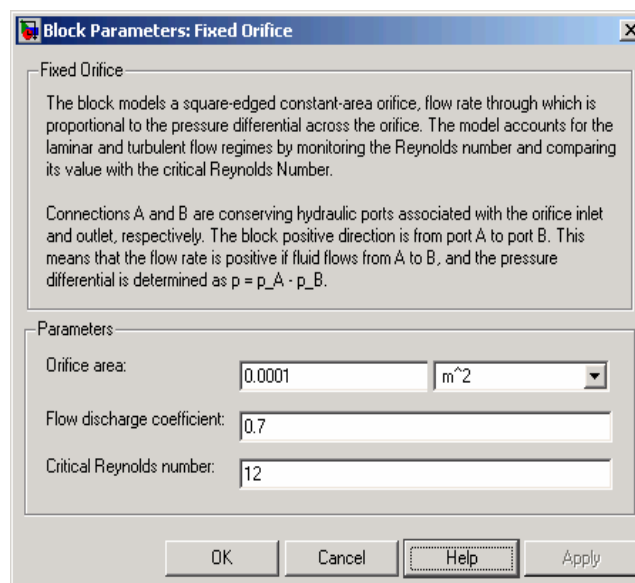 Block Parameters: Fixed Orifice
Fixed Orifice
The block models a square-edged constant-area orifice, flow rate through which is
proportional to the pressure differential across the orifice. The model accounts for the
laminar and turbulent flow regimes by monitoring the Reynolds number and comparing
its value with the critical Reynolds Number.
Connections A and B are conserving hydraulic ports associated with the orifice inlet
and outlet, respectively. The block positive direction is from port A to port B. This
means that the flow rate is positive if fluid flows from A to B, and the pressure
differential is determined as p = p_A - p_B.
Parameters
Orifice area: 0.0001 m^2
Flow discharge coefficient: 0.7
Critical Reynolds number: 12
OK Cancel Help Apply